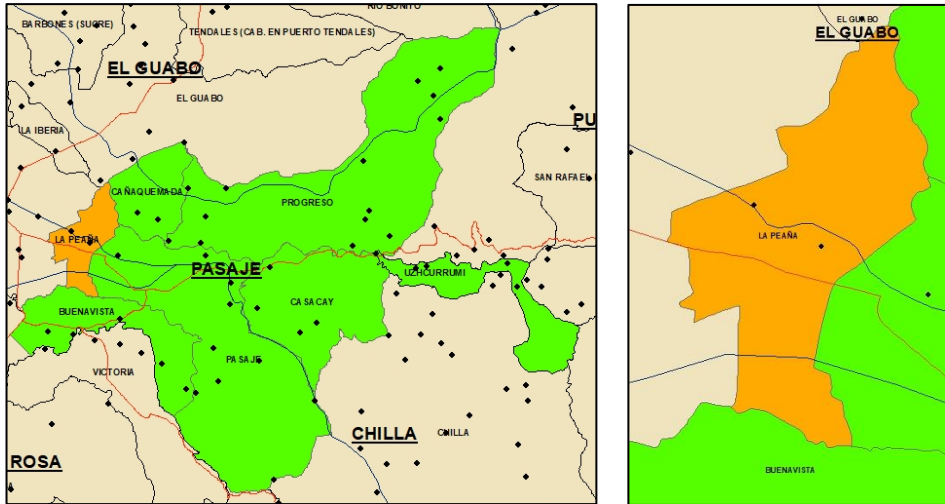 RIO BONITO
BARBONES (SUCRE)
TENDALES (CAB. EN PUERTO TENDALES)
EL GUABO
EL GUABO
LA IBERIA
PU
SAN RAFAEL
CAÑAQUEMADA
PROGRESO
LA PEAÑA
PASAJE
UZHCURRUMI
CASACAY
BUENAVISTA
PASAJE
VICTORIA
CHILLA
CHILLA
ROSA
EL GUABO
EL GUABO
LA PEAÑA
BUENAVISTA